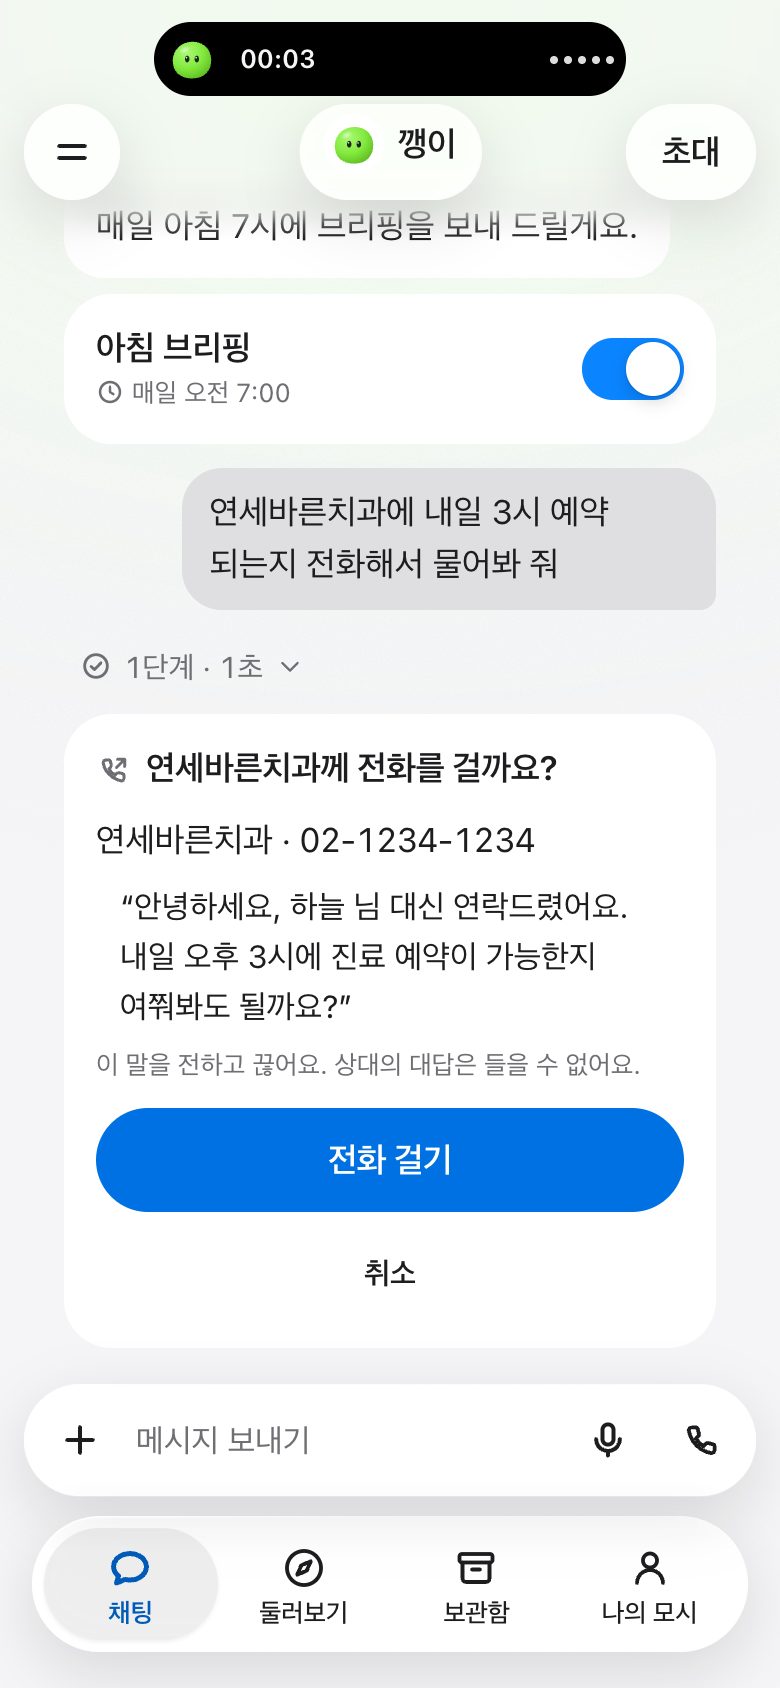 00:03
깽이
초대
매일 아침 7시에 브리핑을 보내 드릴게요.
아침 브리핑
매일 오전 7:00
연세바른치과에 내일 3시 예약
되는지 전화해서 물어봐 줘
1단계 · 1초
연세바른치과께 전화를 걸까요?
연세바른치과 · 02-1234-1234
“안녕하세요, 하늘 님 대신 연락드렸어요.
내일 오후 3시에 진료 예약이 가능한지
여쭤봐도 될까요?”
이 말을 전하고 끊어요. 상대의 대답은 들을 수 없어요.
전화 걸기
취소
메시지 보내기
채팅
둘러보기
보관함
나의 모시